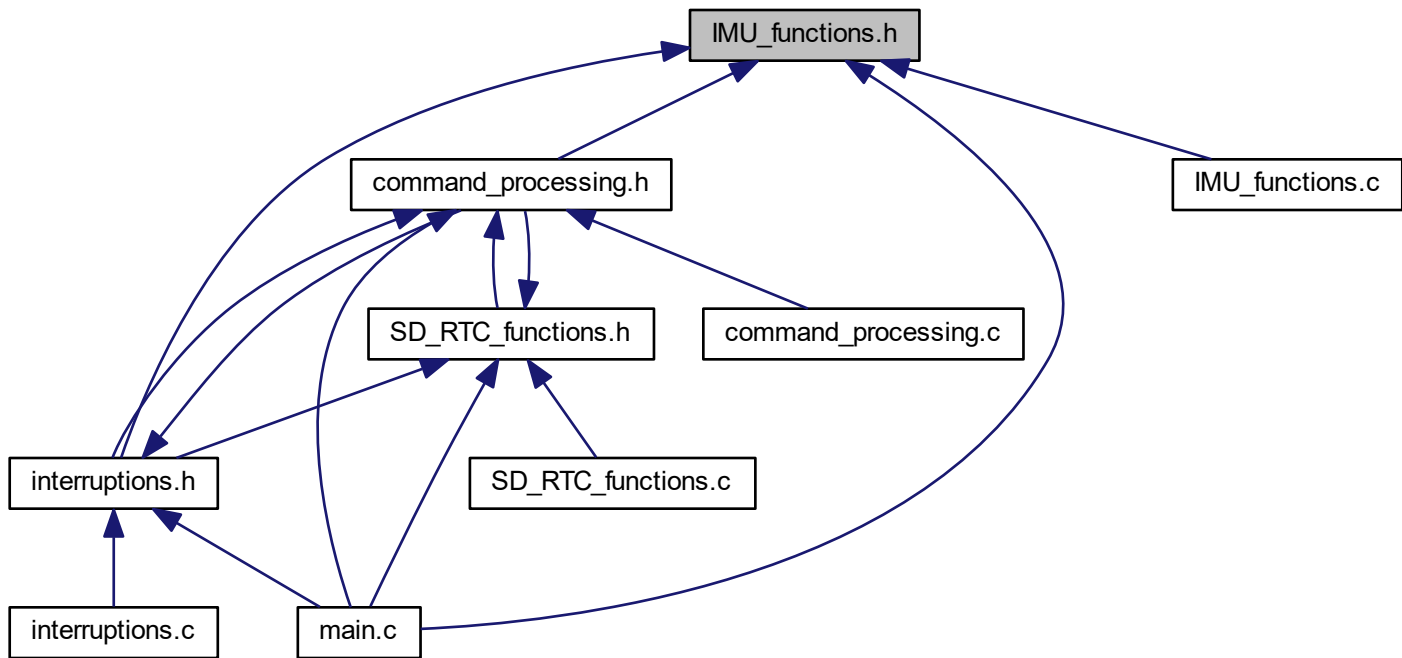 IMU_functions.h
command_processing.h
IMU_functions.c
SD_RTC_functions.h
command_processing.c
interruptions.h
SD_RTC_functions.c
interruptions.c
main.c